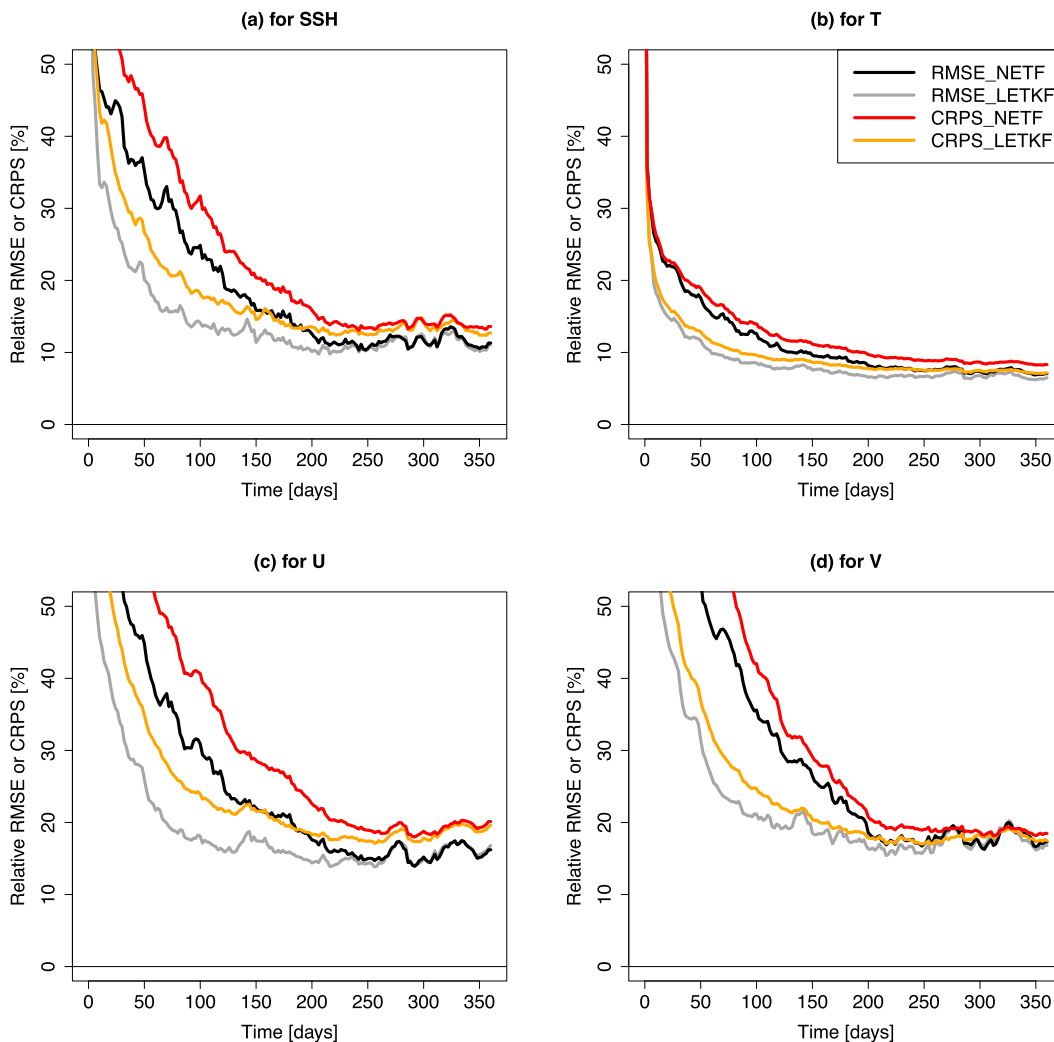 (a) for SSH
Relative RMSE or CRPS [%]
50
40
30
20
10
0
0 50 100 150 200 250 300 350
Time [days]
(b) for T
RMSE_NETF
RMSE_LETKF
CRPS_NETF
CRPS_LETKF
Relative RMSE or CRPS [%]
50
40
30
20
10
0
0 50 100 150 200 250 300 350
Time [days]
(c) for U
Relative RMSE or CRPS [%]
50
40
30
20
10
0
0 50 100 150 200 250 300 350
Time [days]
(d) for V
Relative RMSE or CRPS [%]
50
40
30
20
10
0
0 50 100 150 200 250 300 350
Time [days]